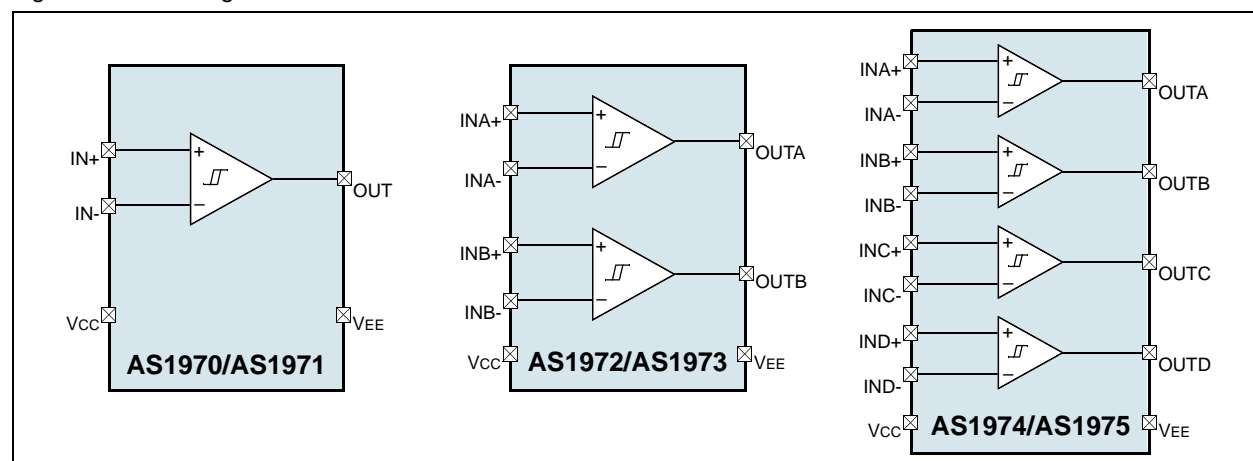 IN+
IN-
+
−
OUT
VCC
VEE
AS1970/AS1971
INA+
INA-
+
−
OUTA
INB+
INB-
+
−
OUTB
VCC
VEE
AS1972/AS1973
INA+
INA-
+
−
OUTA
INB+
INB-
+
−
OUTB
INC+
INC-
+
−
OUTC
IND+
IND-
+
−
OUTD
VCC
VEE
AS1974/AS1975